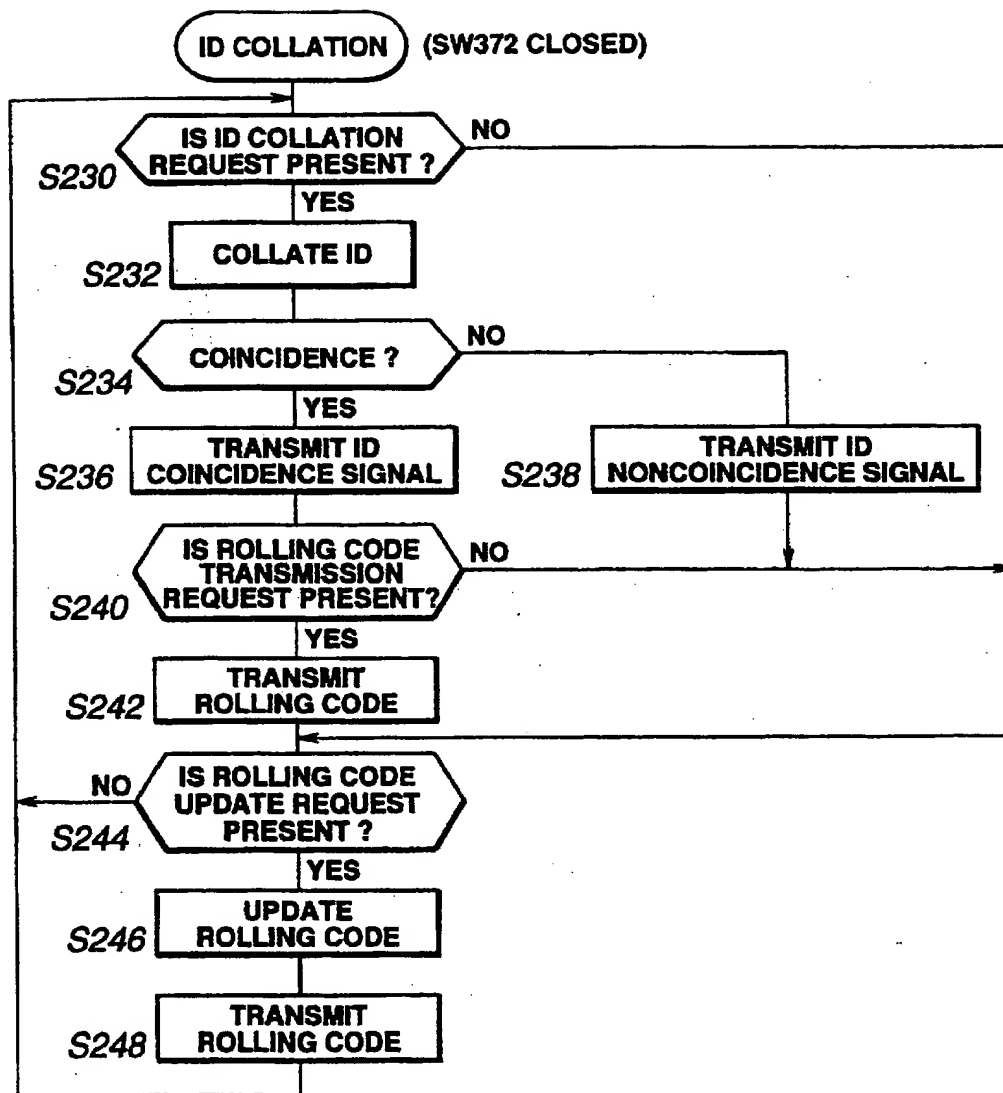 ID COLLATION (SW372 CLOSED)
IS ID COLLATION
REQUEST PRESENT ?
NO
S230
YES
COLLATE ID
S232
COINCIDENCE ?
NO
S234
YES
TRANSMIT ID
COINCIDENCE SIGNAL
S236
TRANSMIT ID
NONCOINCIDENCE SIGNAL
S238
IS ROLLING CODE
TRANSMISSION
REQUEST PRESENT?
NO
S240
YES
TRANSMIT
ROLLING CODE
S242
NO
IS ROLLING CODE
UPDATE REQUEST
PRESENT ?
S244
YES
UPDATE
ROLLING CODE
S246
TRANSMIT
ROLLING CODE
S248